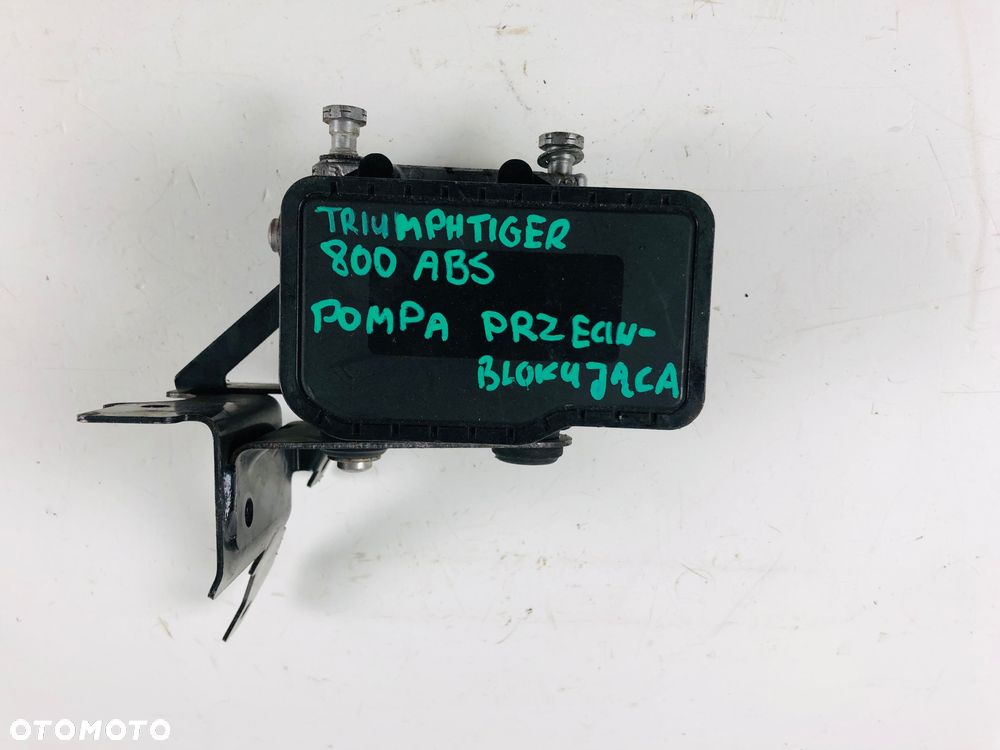 TRIUMPHTIGER
800 ABS
POMPA PRZECIW-
BLOKUJĄCA
OTOMOTO